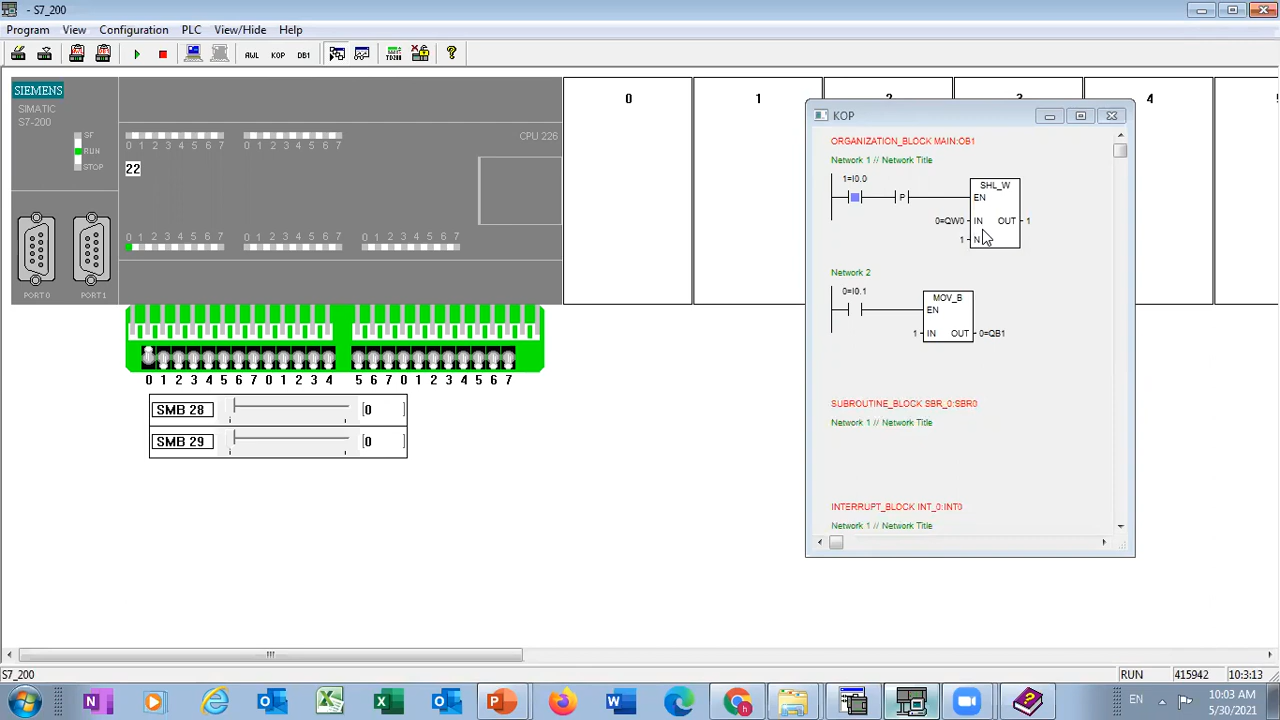 - S7_200
Program View Configuration PLC View/Hide Help
AWL KOP DB1
SIEMENS
SIMATIC
S7-200
SF
RUN
STOP
0 1 2 3 4 5 6 7 0 1 2 3 4 5 6 7
CPU 226
22
0 1 2 3 4 5 6 7 0 1 2 3 4 5 6 7 0 1 2 3 4 5 6 7
PORT0 PORT1
0 1 2 3 4 5 6 7 0 1 2 3 4 5 6 7 0 1 2 3 4 5 6 7
SMB 28 [0 ]
SMB 29 [0 ]
0 1 2 3 4
KOP
ORGANIZATION_BLOCK MAIN:OB1
Network 1 // Network Title
1=I0.0
P
SHL_W
EN
0=QW0 IN OUT 1
1 N
Network 2
0=I0.1
MOV_B
EN
1 IN OUT 0=QB1
SUBROUTINE_BLOCK SBR_0:SBR0
Network 1 // Network Title
INTERRUPT_BLOCK INT_0:INT0
Network 1 // Network Title
S7_200 RUN 415942 10:3:13
EN 10:03 AM
5/30/2021